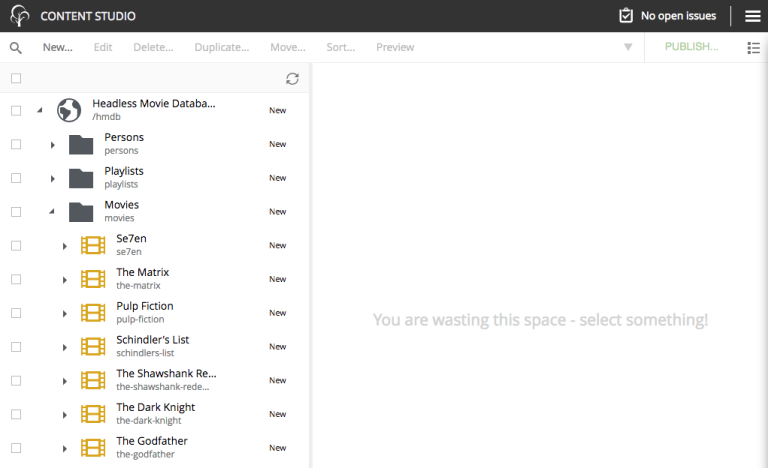 CONTENT STUDIO
No open issues
New... Edit Delete... Duplicate... Move... Sort... Preview PUBLISH...
Headless Movie Databa... New
/hmdb
Persons New
persons
Playlists New
playlists
Movies New
movies
Se7en New
se7en
The Matrix New
the-matrix
Pulp Fiction New
pulp-fiction
Schindler's List New
schindlers-list
The Shawshank Re... New
the-shawshank-rede...
The Dark Knight New
the-dark-knight
The Godfather New
the-godfather
You are wasting this space - select something!